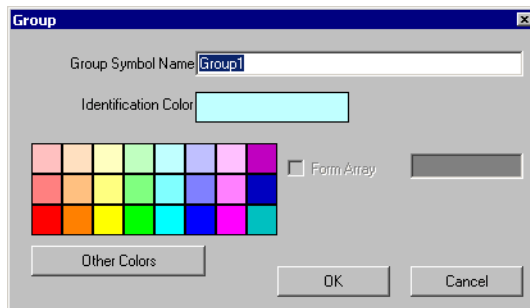 Group
Group Symbol Name Group1
Identification Color
Form Array
Other Colors
OK Cancel